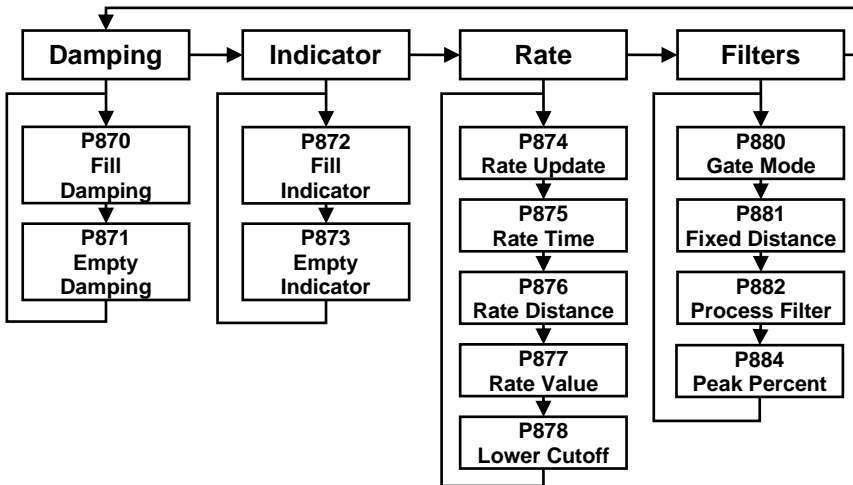 Damping
Indicator
Rate
Filters
P870
Fill
Damping
P871
Empty
Damping
P872
Fill
Indicator
P873
Empty
Indicator
P874
Rate Update
P875
Rate Time
P876
Rate Distance
P877
Rate Value
P878
Lower Cutoff
P880
Gate Mode
P881
Fixed Distance
P882
Process Filter
P884
Peak Percent